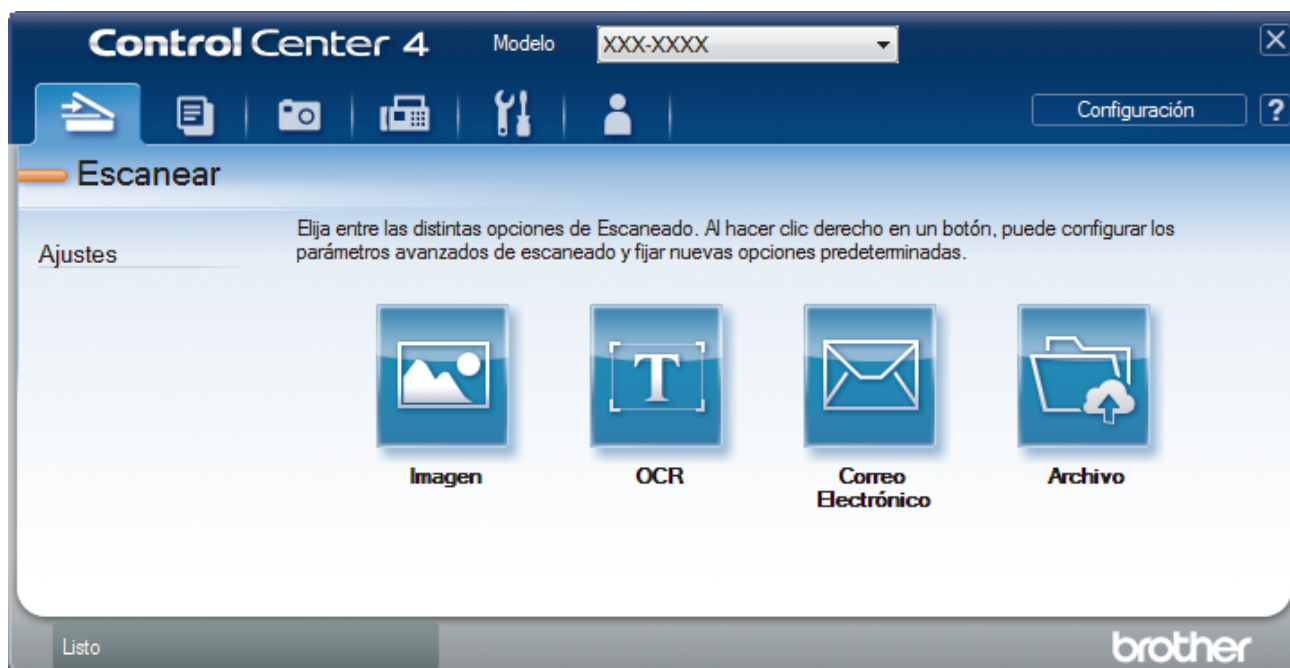 Control Center 4 Modelo XXX-XXXX
Configuración ?
Escanear
Ajustes
Elija entre las distintas opciones de Escaneado. Al hacer clic derecho en un botón, puede configurar los
parámetros avanzados de escaneado y fijar nuevas opciones predeterminadas.
T
Imagen OCR Correo Archivo
Electrónico
Listo brother